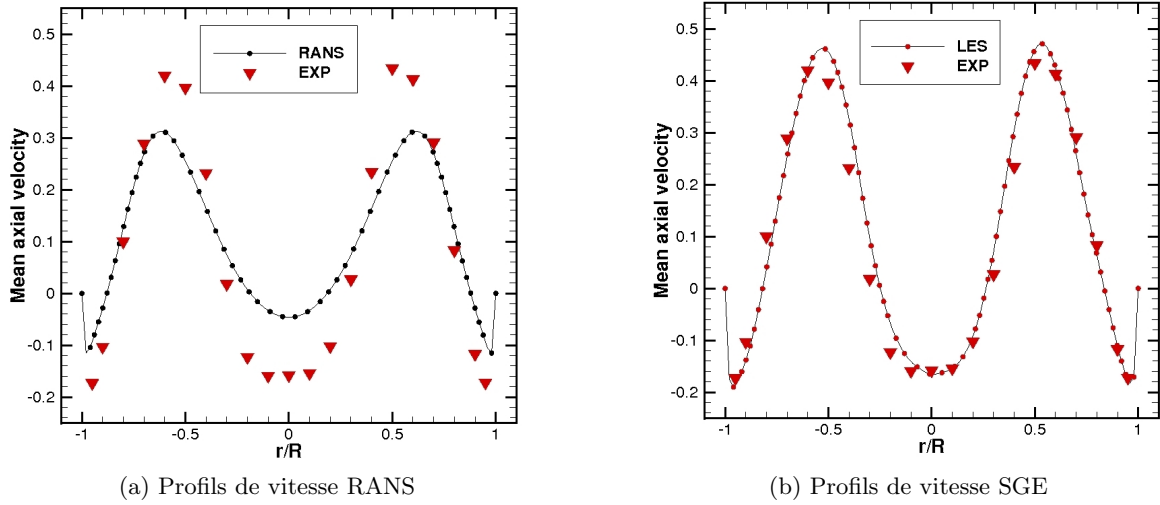 0.5
0.4
0.3
0.2
0.1
0
-0.1
-0.2
Mean axial velocity
RANS
EXP
-1
-0.5
0
0.5
1
r/R
(a) Profils de vitesse RANS
0.5
0.4
0.3
0.2
0.1
0
-0.1
-0.2
Mean axial velocity
LES
EXP
-1
-0.5
0
0.5
1
r/R
(b) Profils de vitesse SGE